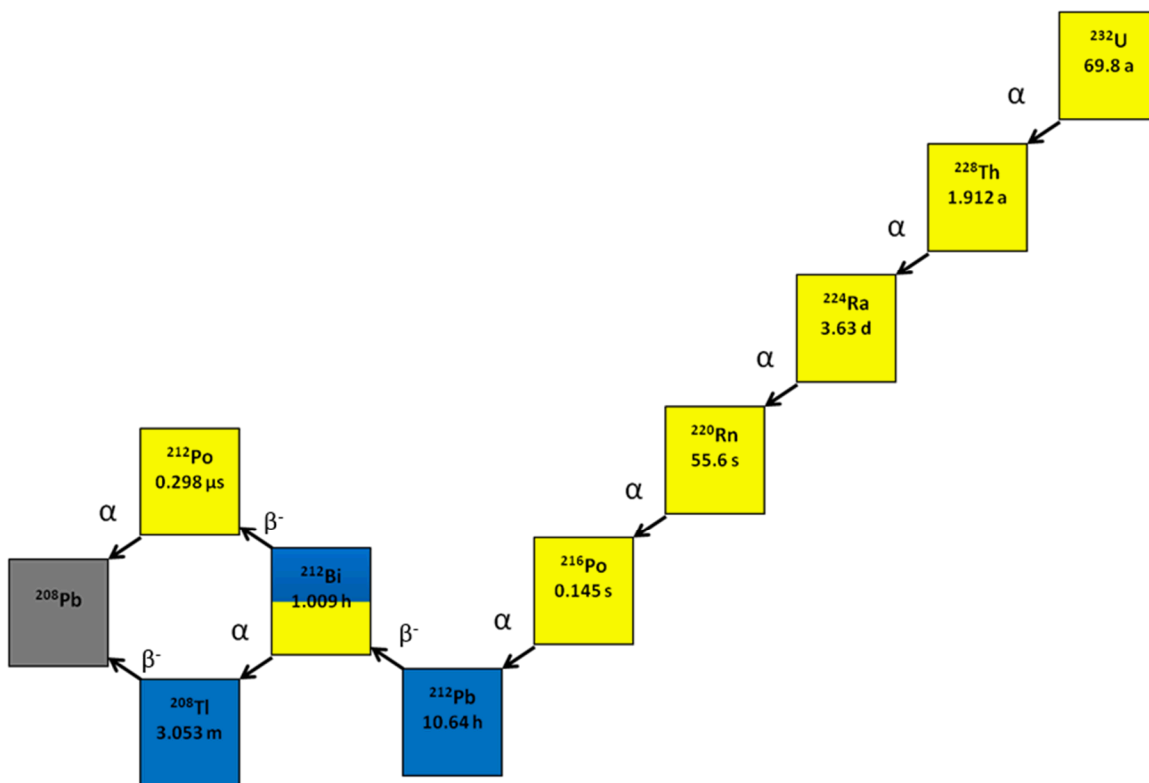 ²³²U
69.8 a
α
²²⁸Th
1.912 a
α
²²⁴Ra
3.63 d
α
²²⁰Rn
55.6 s
α
²¹⁶Po
0.145 s
α
²¹²Pb
10.64 h
β⁻
²¹²Bi
1.009 h
β⁻
α
²¹²Po
0.298 µs
α
²⁰⁸Tl
3.053 m
β⁻
²⁰⁸Pb